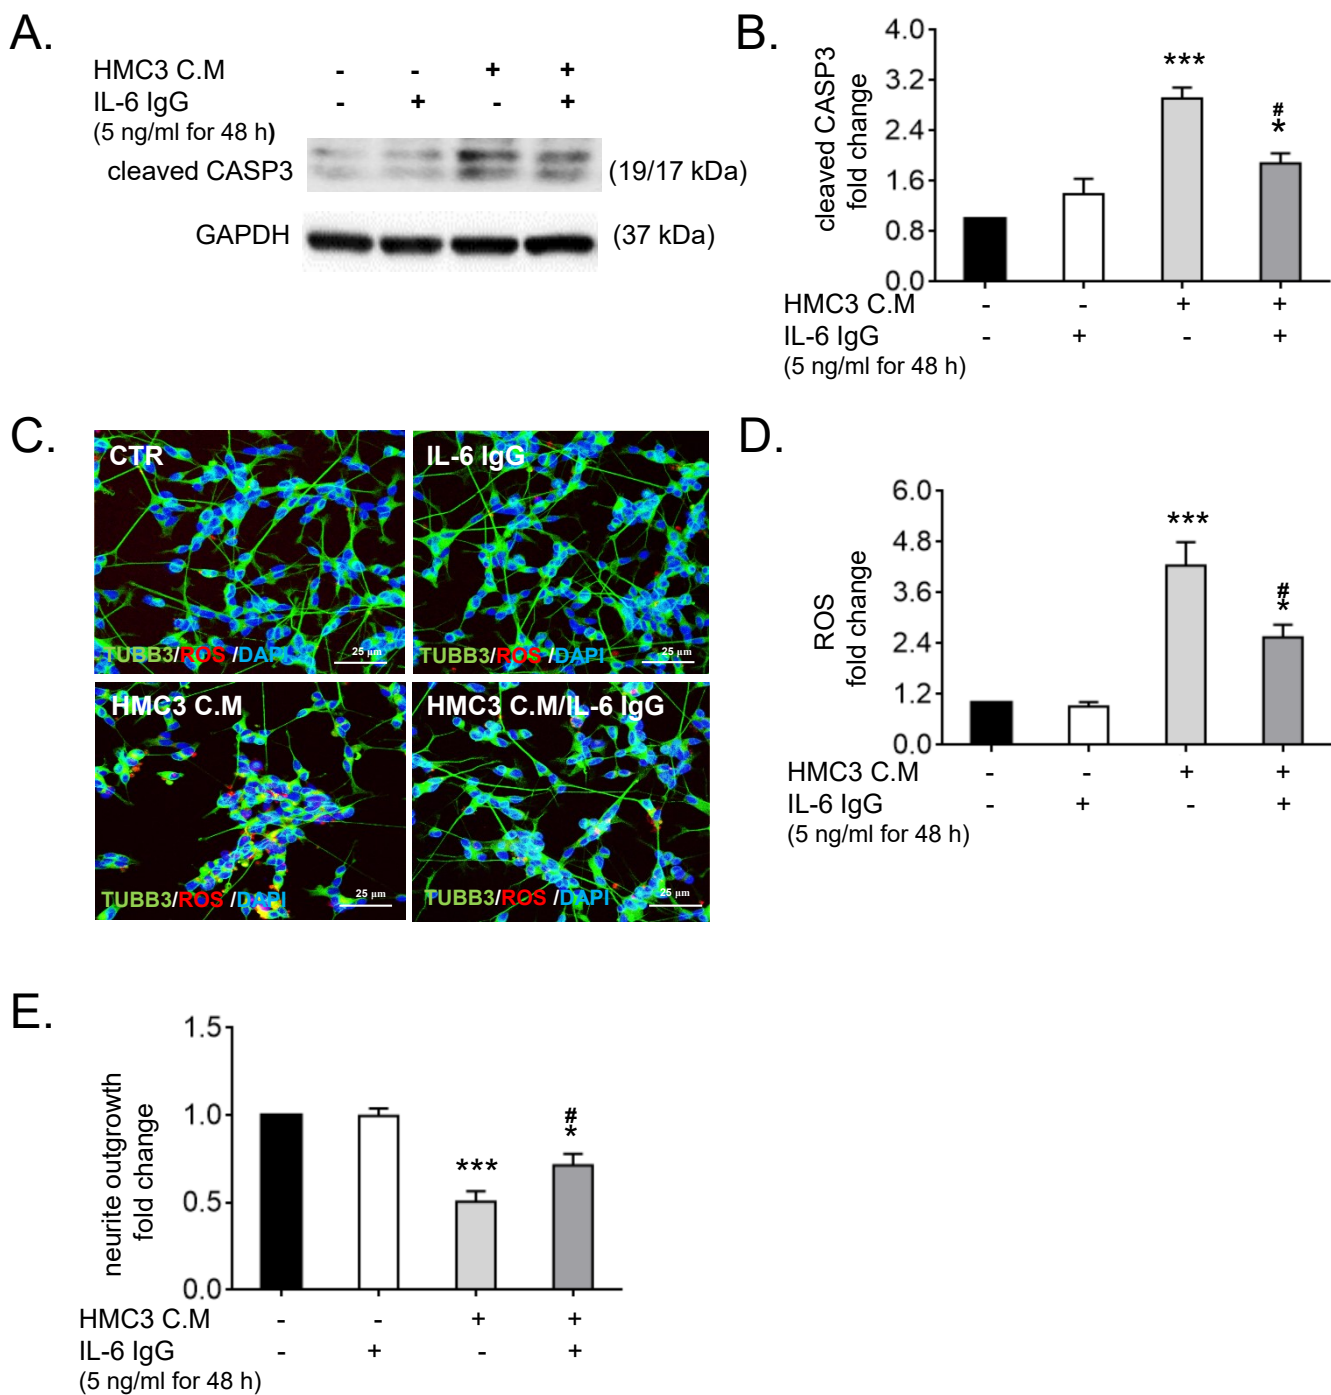 A.
HMC3 C.M - - + +
IL-6 IgG - + - +
(5 ng/ml for 48 h)
cleaved CASP3 (19/17 kDa)
GAPDH (37 kDa)
B.
cleaved CASP3
fold change
4.0
3.2
2.4
1.6
0.8
0.0
***
#
*
HMC3 C.M - - + +
IL-6 IgG - + - +
(5 ng/ml for 48 h)
C.
CTR
TUBB3/ROS /DAPI
25 µm
IL-6 IgG
TUBB3/ROS /DAPI
25 µm
HMC3 C.M
TUBB3/ROS /DAPI
25 µm
HMC3 C.M/IL-6 IgG
TUBB3/ROS /DAPI
25 µm
D.
ROS
fold change
6.0
4.8
3.6
2.4
1.2
0.0
***
#
*
HMC3 C.M - - + +
IL-6 IgG - + - +
(5 ng/ml for 48 h)
E.
neurite outgrowth
fold change
1.5
1.0
0.5
0.0
***
#
*
HMC3 C.M - - + +
IL-6 IgG - + - +
(5 ng/ml for 48 h)